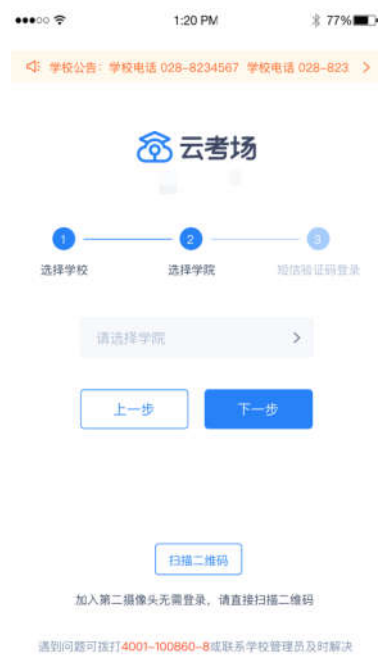 1:20 PM 77%
学校公告：学校电话 028-8234567 学校电话 028-823
云考场
1 2 3
选择学校 选择学院 短信验证码登录
请选择学院
上一步 下一步
扫描二维码
加入第二摄像头无需登录，请直接扫描二维码
遇到问题可拨打4001-100860-8或联系学校管理员及时解决